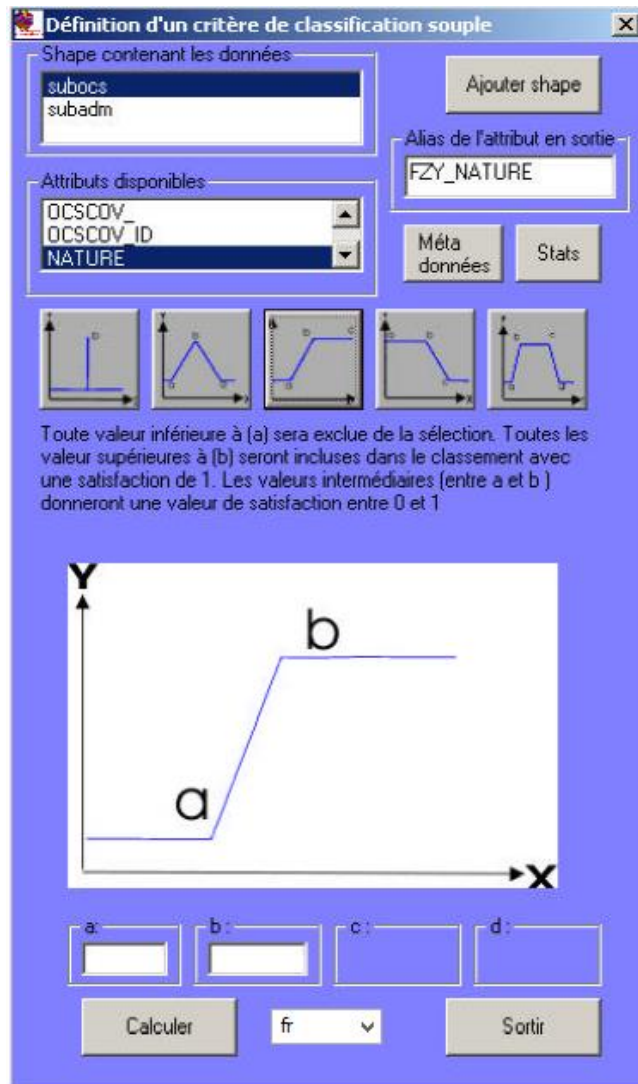 Définition d'un critère de classification souple
Shape contenant les données
subocs
subadm
Ajouter shape
Alias de l'attribut en sortie
FZY_NATURE
Attributs disponibles
OCSCOV_
OCSCOV_ID
NATURE
Méta
données
Stats
Toute valeur inférieure à (a) sera exclue de la sélection. Toutes les
valeur supérieures à (b) seront incluses dans le classement avec
une satisfaction de 1. Les valeurs intermédiaires (entre a et b )
donneront une valeur de satisfaction entre 0 et 1
Y
b
a
X
a:
b :
c :
d :
Calculer
fr
Sortir